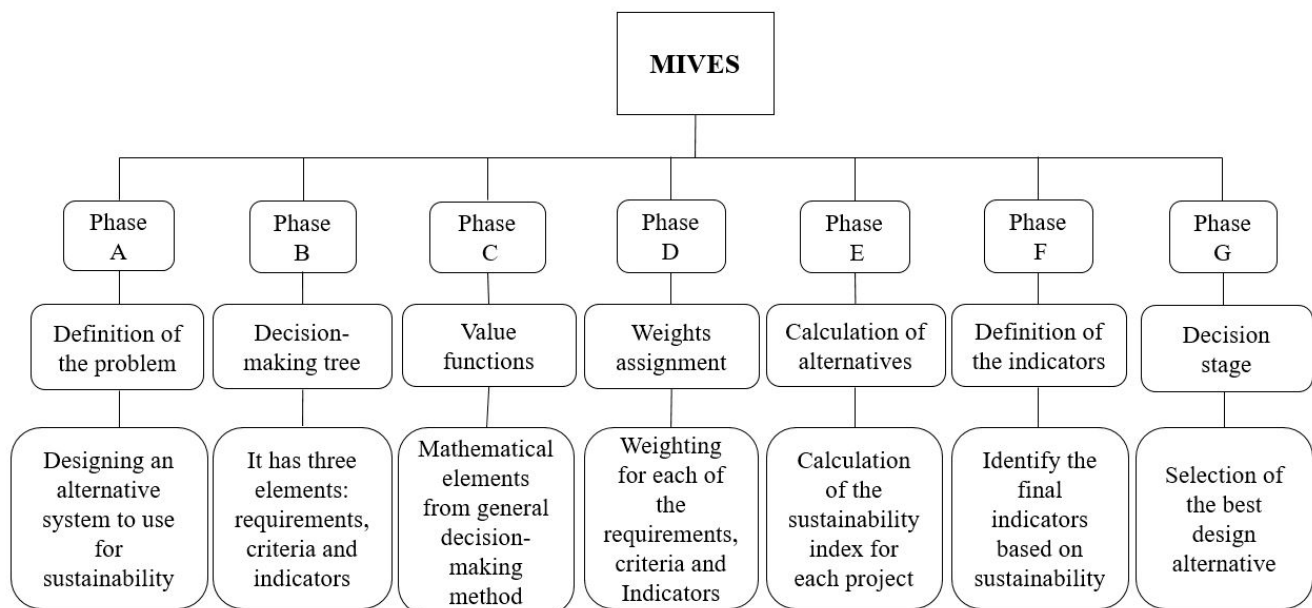 MIVES
Phase
A
Phase
B
Phase
C
Phase
D
Phase
E
Phase
F
Phase
G
Definition of
the problem
Decision-
making tree
Value
functions
Weights
assignment
Calculation of
alternatives
Definition of
the indicators
Decision
stage
Designing an
alternative
system to use
for
sustainability
It has three
elements:
requirements,
criteria and
indicators
Mathematical
elements
from general
decision-
making
method
Weighting
for each of
the
requirements,
criteria and
Indicators
Calculation
of the
sustainability
index for
each project
Identify the
final
indicators
based on
sustainability
Selection of
the best
design
alternative